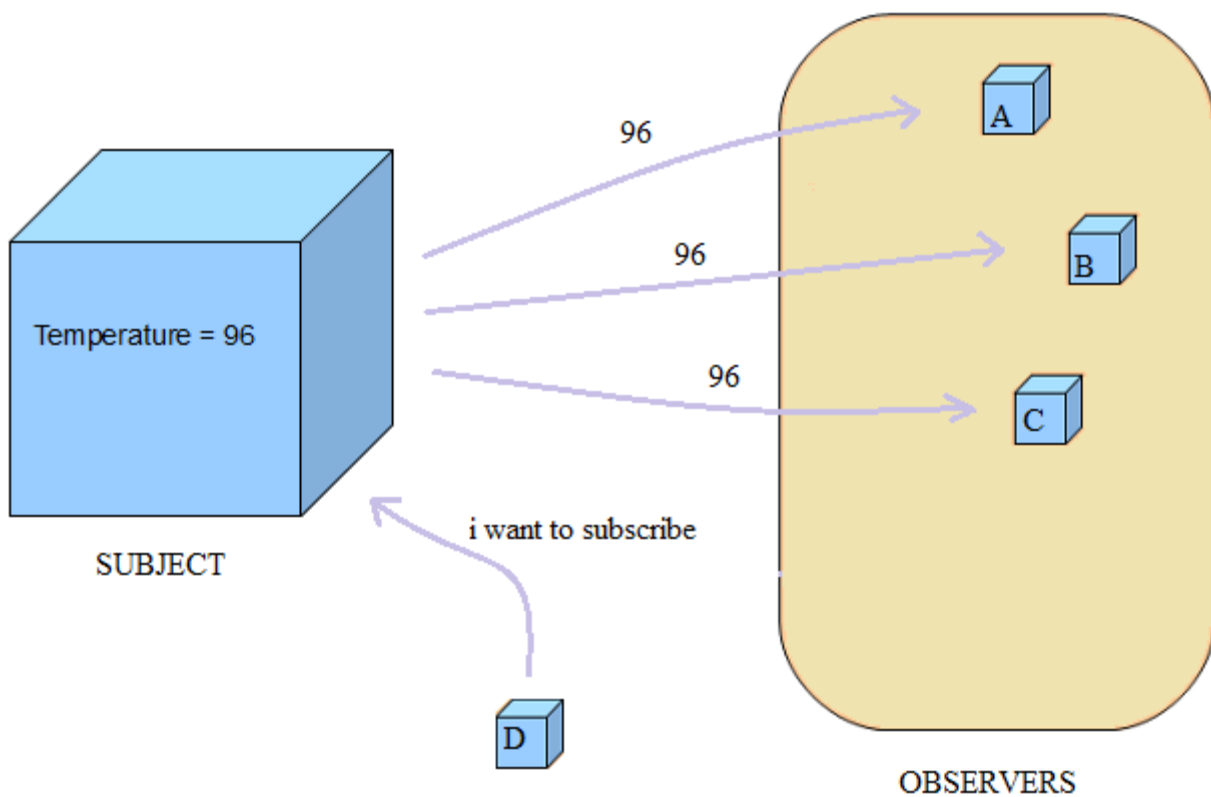 96
A
96
B
Temperature = 96
96
C
i want to subscribe
SUBJECT
D
OBSERVERS